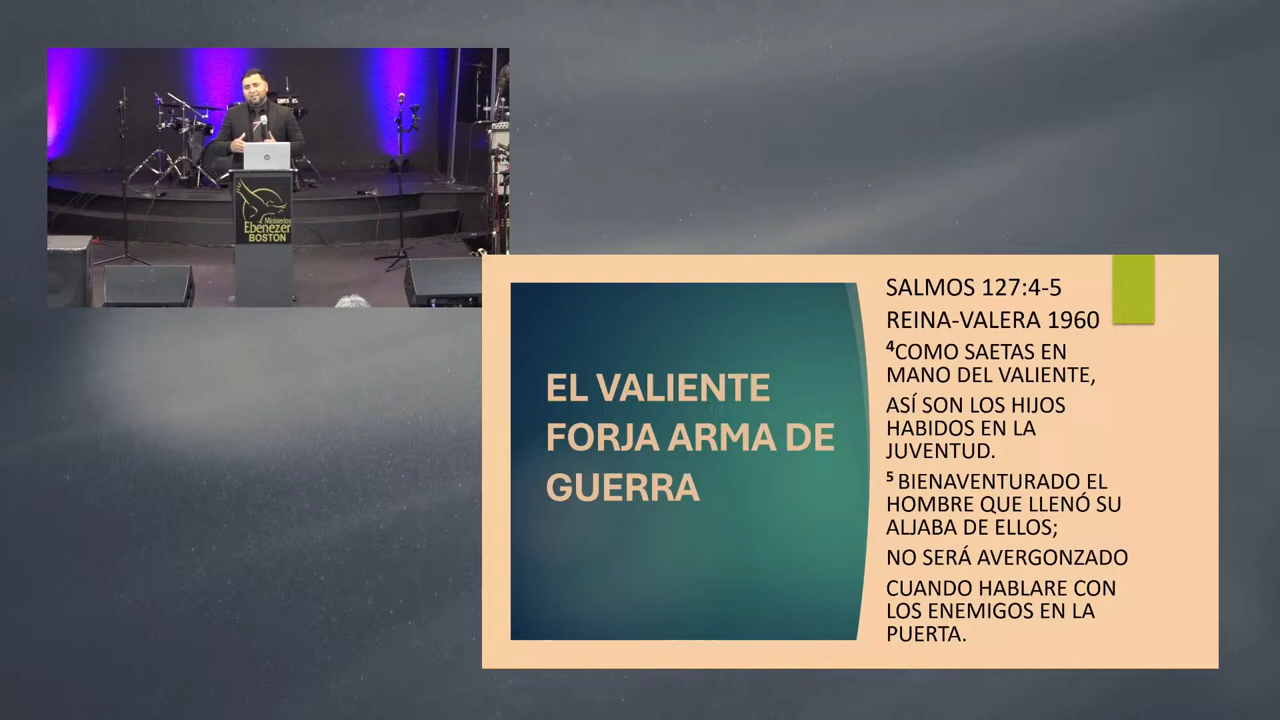 Ministerios
Ebenezer
BOSTON
hp
EL VALIENTE
FORJA ARMA DE
GUERRA
SALMOS 127:4-5
REINA-VALERA 1960
4COMO SAETAS EN
MANO DEL VALIENTE,
ASÍ SON LOS HIJOS
HABIDOS EN LA
JUVENTUD.
5 BIENAVENTURADO EL
HOMBRE QUE LLENÓ SU
ALJABA DE ELLOS;
NO SERÁ AVERGONZADO
CUANDO HABLARE CON
LOS ENEMIGOS EN LA
PUERTA.